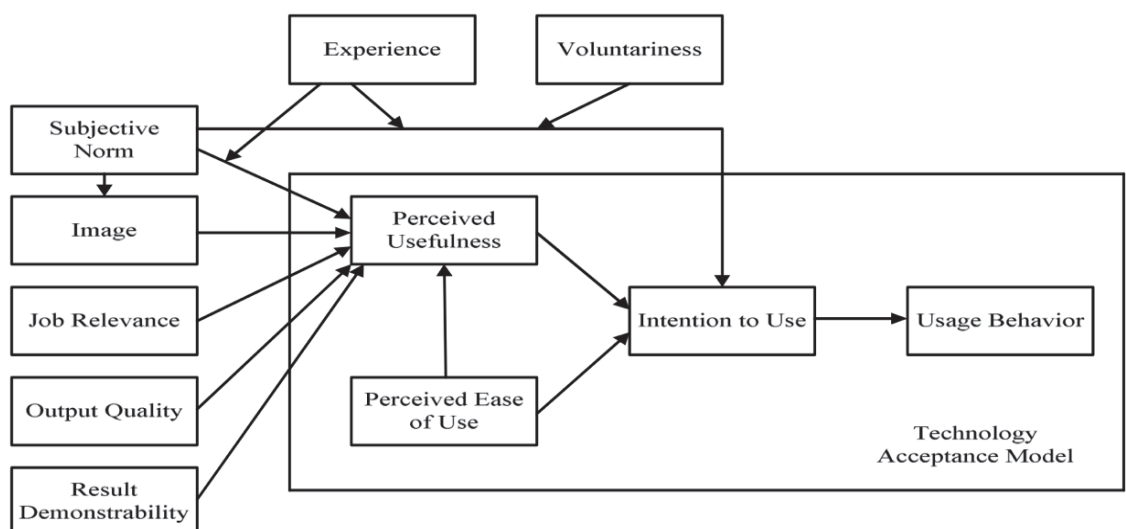 Experience
Voluntariness
Subjective
Norm
Image
Perceived
Usefulness
Job Relevance
Intention to Use
Usage Behavior
Output Quality
Perceived Ease
of Use
Technology
Acceptance Model
Result
Demonstrability